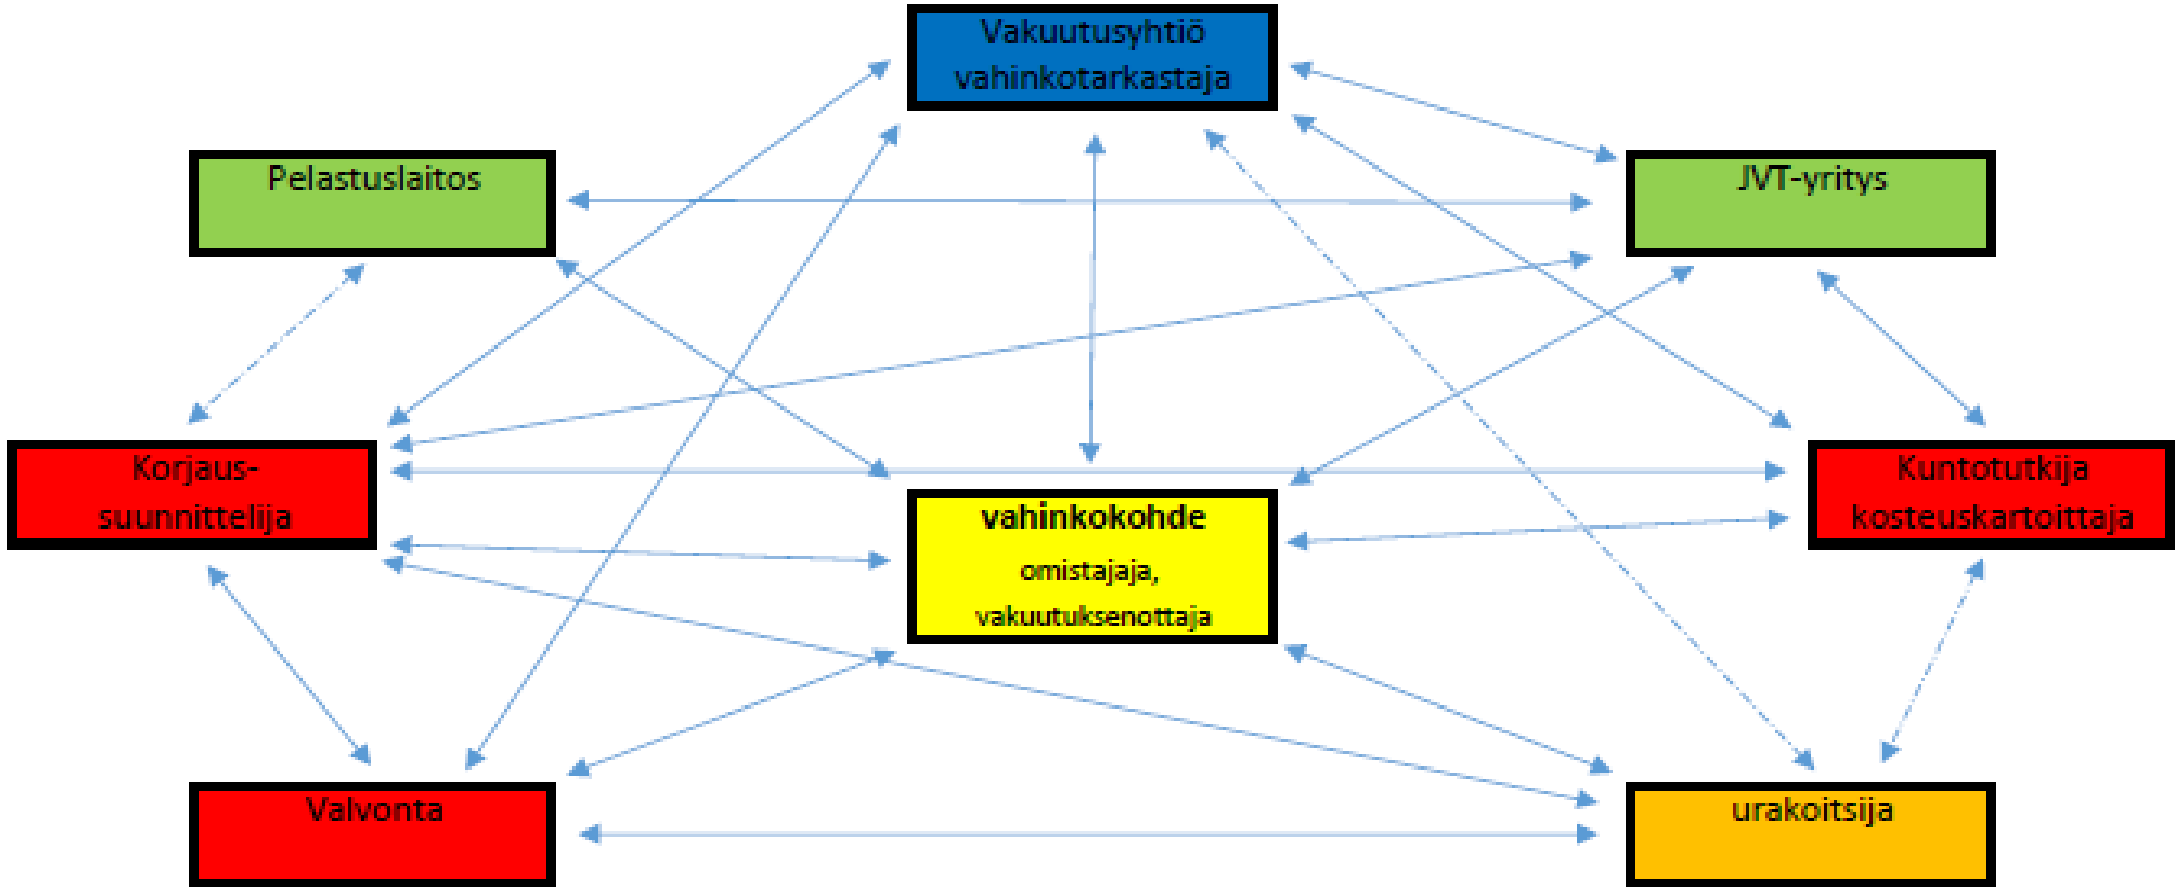 Vakuutusyhtiö
vahinkotarkastaja
Pelastuslaitos
JVT-yritys
Korjaus-
suunnittelija
Kuntotutkija
kosteuskartoittaja
vahinkokohde
omistajaja,
vakuutuksenottaja
Valvonta
urakoitsija